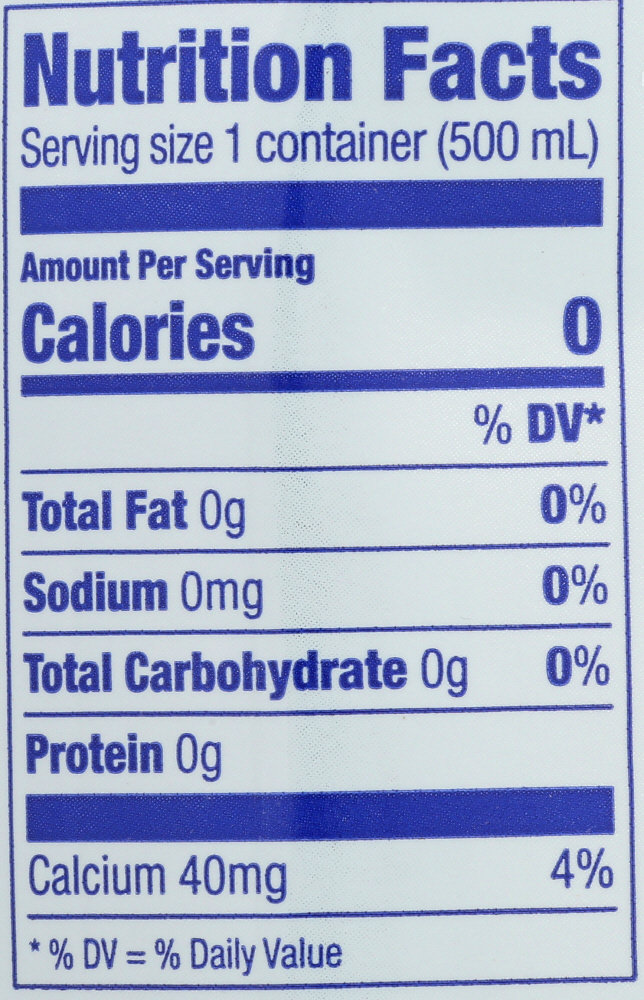 Nutrition Facts
Serving size 1 container (500 mL)
Amount Per Serving
Calories 0
% DV*
Total Fat 0g 0%
Sodium 0mg 0%
Total Carbohydrate 0g 0%
Protein 0g
Calcium 40mg 4%
* % DV = % Daily Value